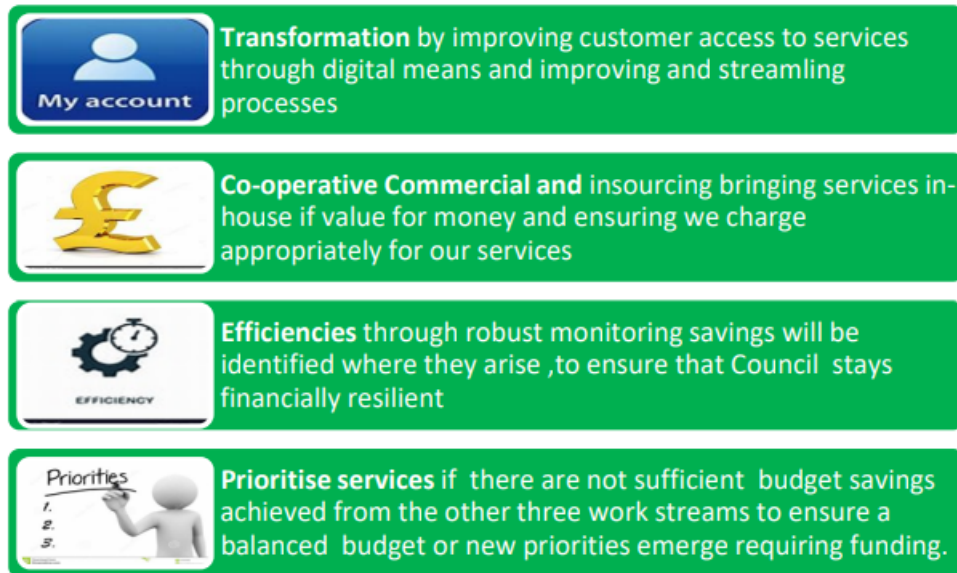 My account
Transformation by improving customer access to services
through digital means and improving and streamling
processes
Co-operative Commercial and insourcing bringing services in-
house if value for money and ensuring we charge
appropriately for our services
EFFICIENCY
Efficiencies through robust monitoring savings will be
identified where they arise ,to ensure that Council stays
financially resilient
Priorities
1.
2.
3.
Prioritise services if there are not sufficient budget savings
achieved from the other three work streams to ensure a
balanced budget or new priorities emerge requiring funding.